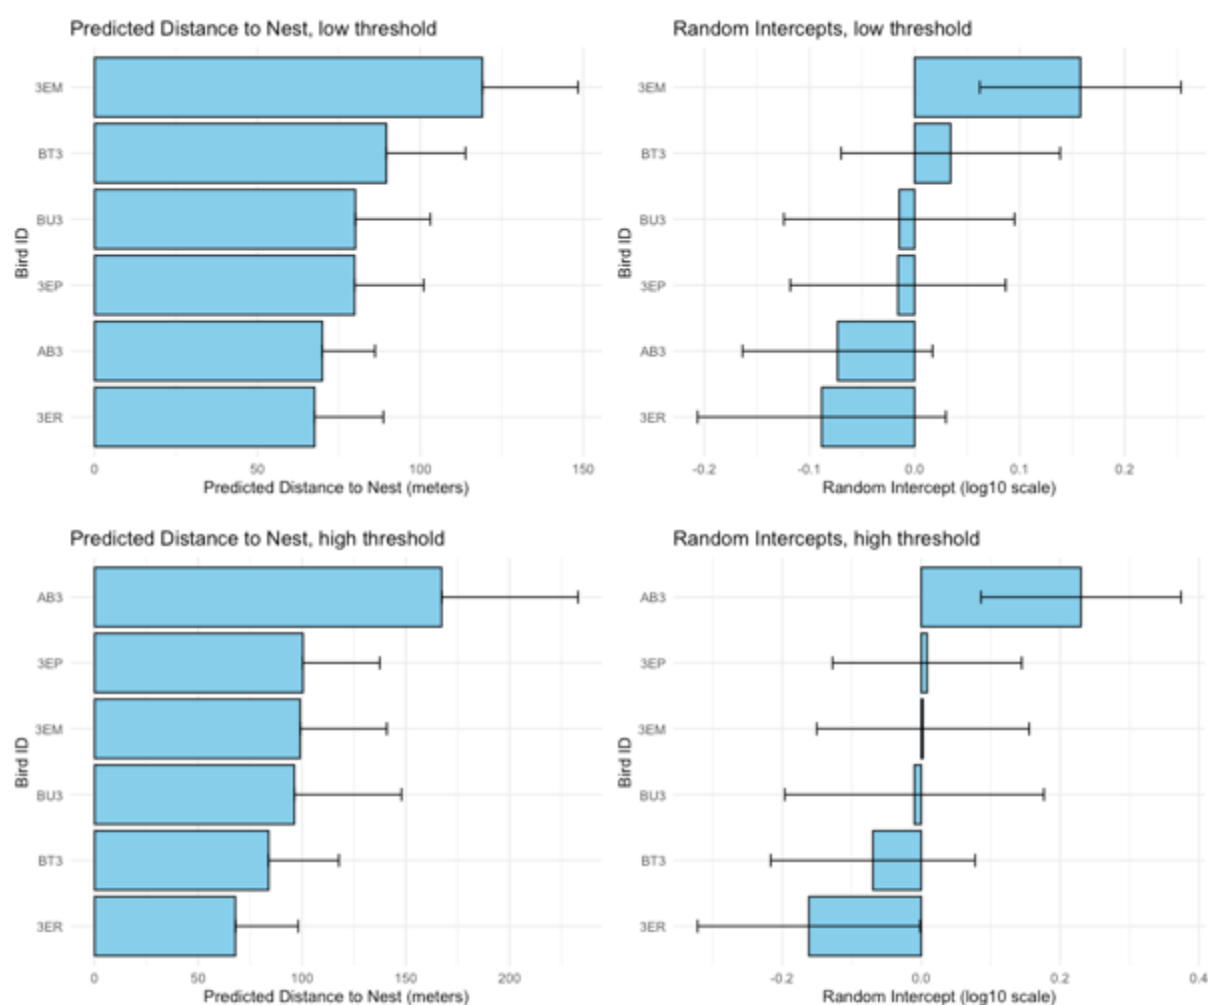 Predicted Distance to Nest, low threshold
Bird ID
3EM
BT3
BU3
3EP
AB3
3ER
0 50 100 150
Predicted Distance to Nest (meters)
Random Intercepts, low threshold
Bird ID
3EM
BT3
BU3
3EP
AB3
3ER
-0.2 -0.1 0.0 0.1 0.2
Random Intercept (log10 scale)
Predicted Distance to Nest, high threshold
Bird ID
AB3
3EP
3EM
BU3
BT3
3ER
0 50 100 150 200
Predicted Distance to Nest (meters)
Random Intercepts, high threshold
Bird ID
AB3
3EP
3EM
BU3
BT3
3ER
-0.2 0.0 0.2 0.4
Random Intercept (log10 scale)